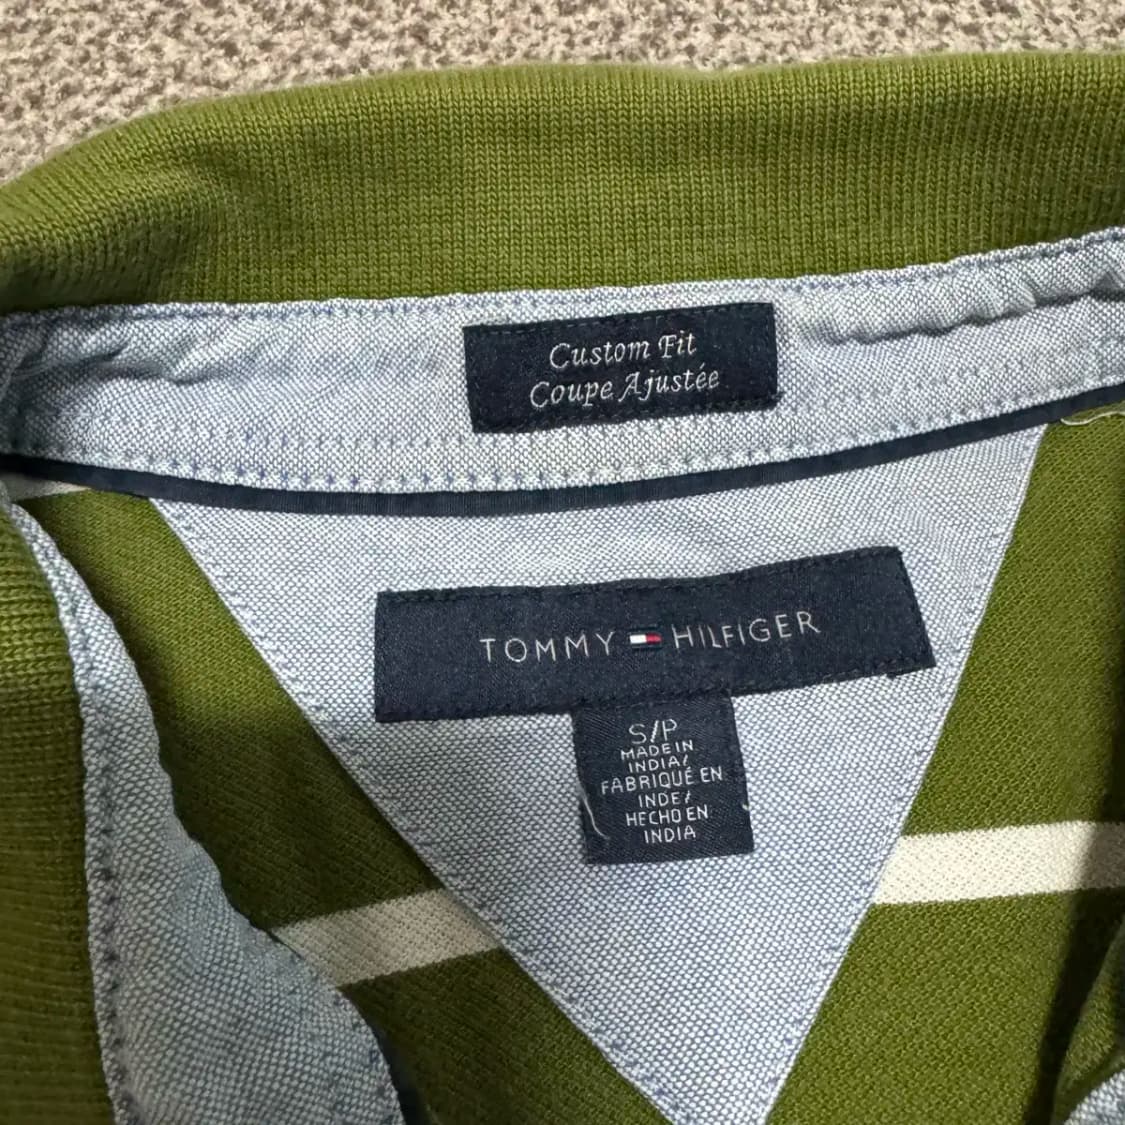 Custom Fit
Coupe Ajustée
TOMMY HILFIGER
S/P
MADE IN
INDIA/
FABRIQUÉ EN
INDE/
HECHO EN
INDIA